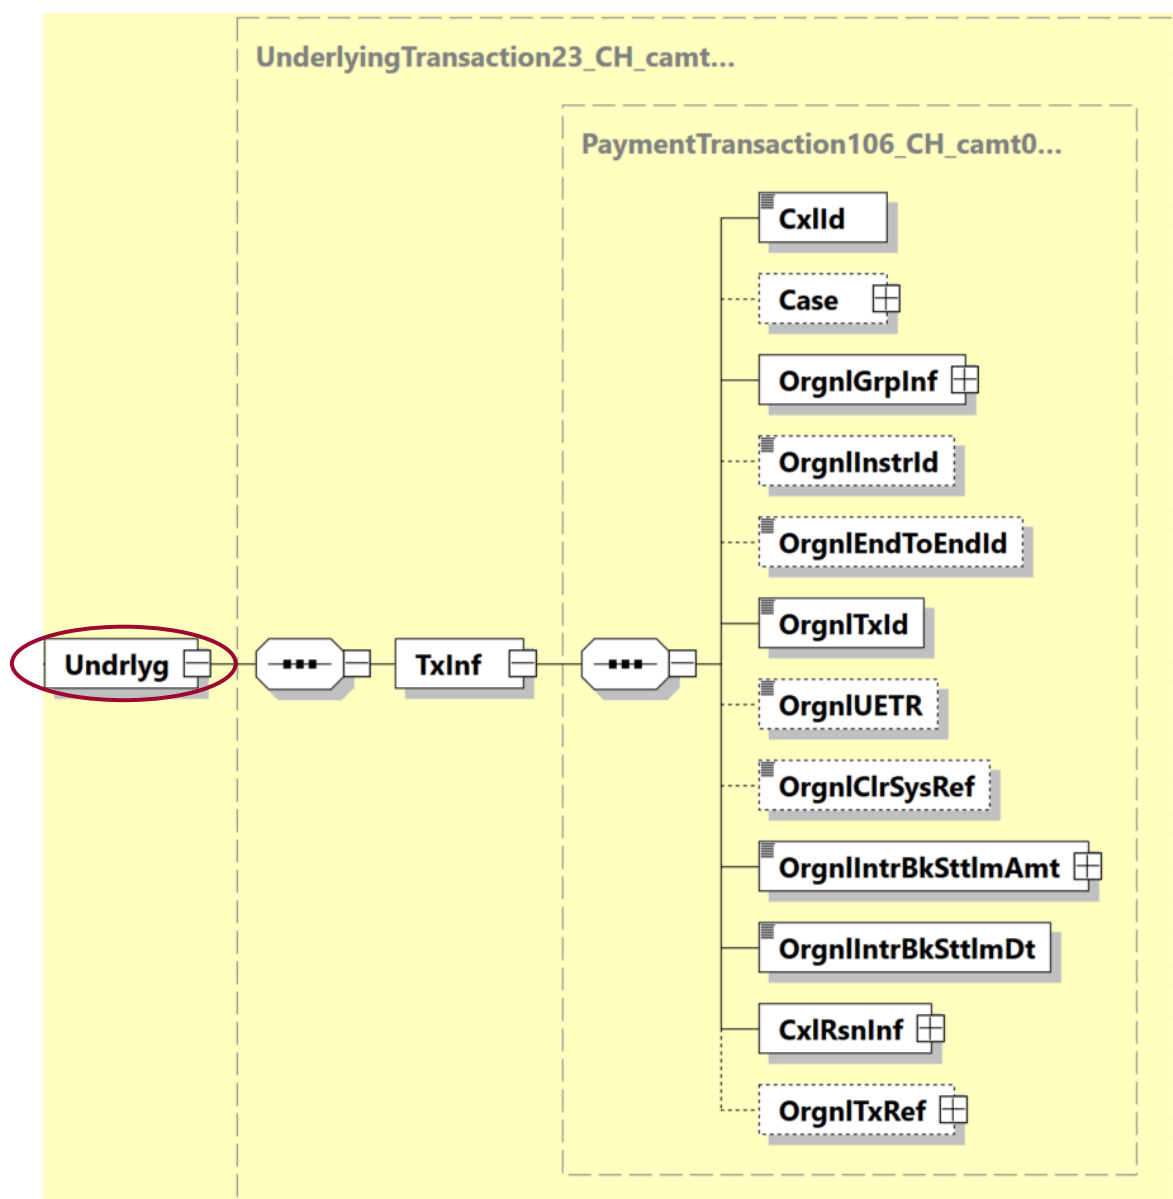 UnderlyingTransaction23_CH_camt...
PaymentTransaction106_CH_camt0...
CxlId
Case
OrgnlGrpInf
OrgnlInstrId
OrgnlEndToEndId
OrgnlTxId
Undrlyg
TxInf
OrgnlUETR
OrgnlClrSysRef
OrgnlIntrBkSttlmAmt
OrgnlIntrBkSttlmDt
CxlRsnInf
OrgnlTxRef